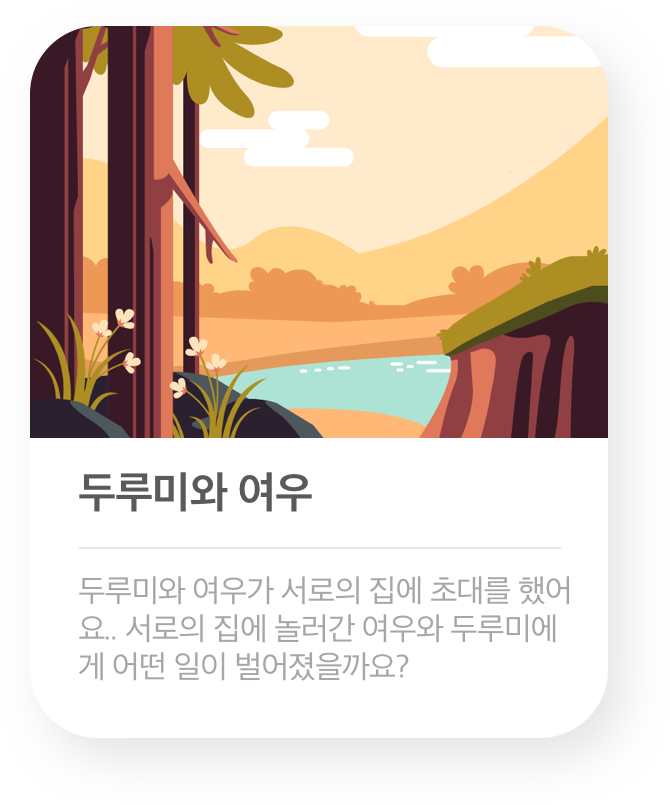 두루미와 여우
두루미와 여우가 서로의 집에 초대를 했어
요.. 서로의 집에 놀러간 여우와 두루미에
게 어떤 일이 벌어졌을까요?